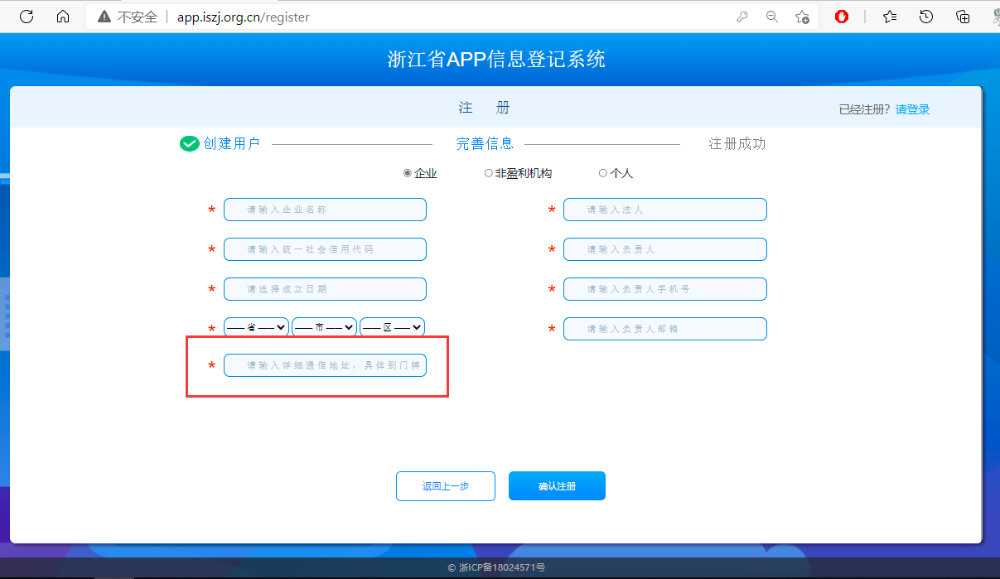 不安全 app.iszj.org.cn/register
浙江省APP信息登记系统
注 册
已经注册? 请登录
创建用户 完善信息 注册成功
企业 非盈利机构 个人
* 请输入企业名称 * 请输入法人
* 请输入统一社会信用代码 * 请输入负责人
* 请选择成立日期 * 请输入负责人手机号
* —— 省 —— —— 市 —— —— 区 —— * 请输入负责人邮箱
* 请输入详细通信地址，具体到门牌
返回上一步 确认注册
© 浙ICP备18024571号